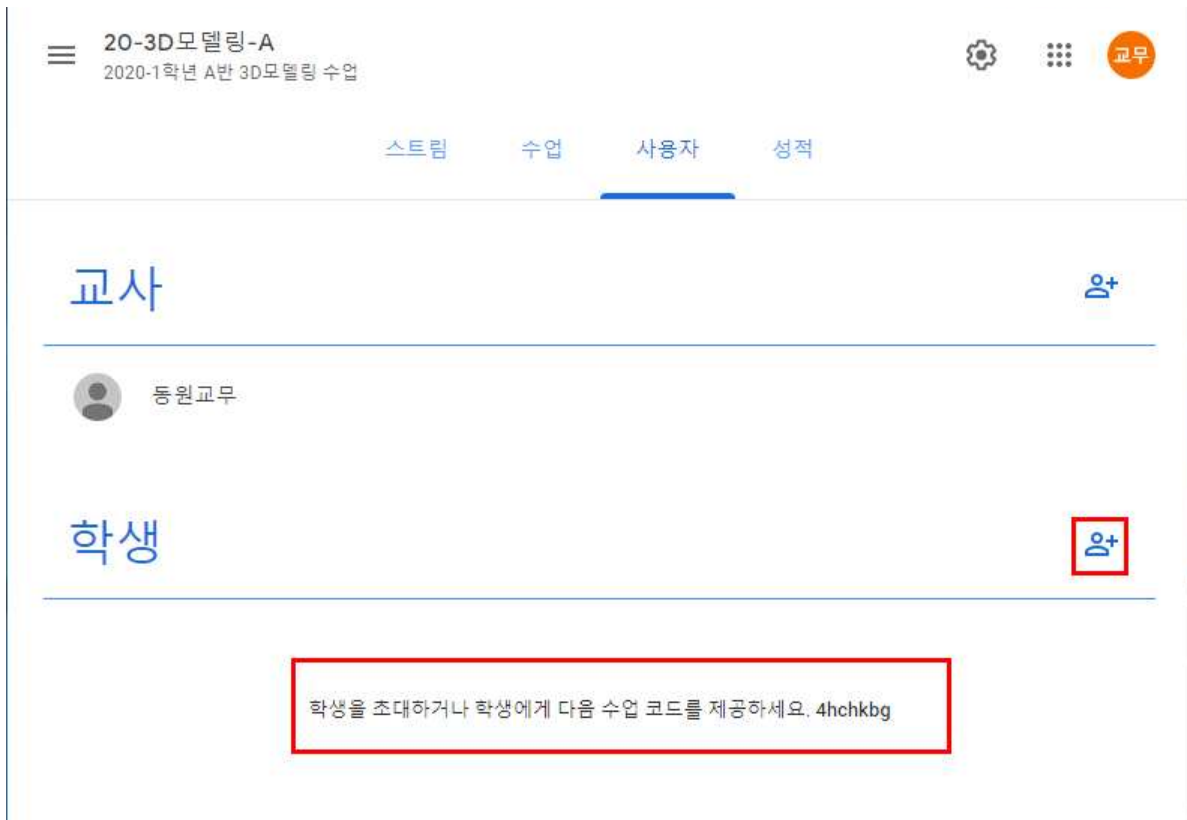 20-3D모델링-A
2020-1학년 A반 3D모델링 수업
교무
스트림 수업 사용자 성적
교사
동원교무
학생
학생을 초대하거나 학생에게 다음 수업 코드를 제공하세요. 4hchkbg